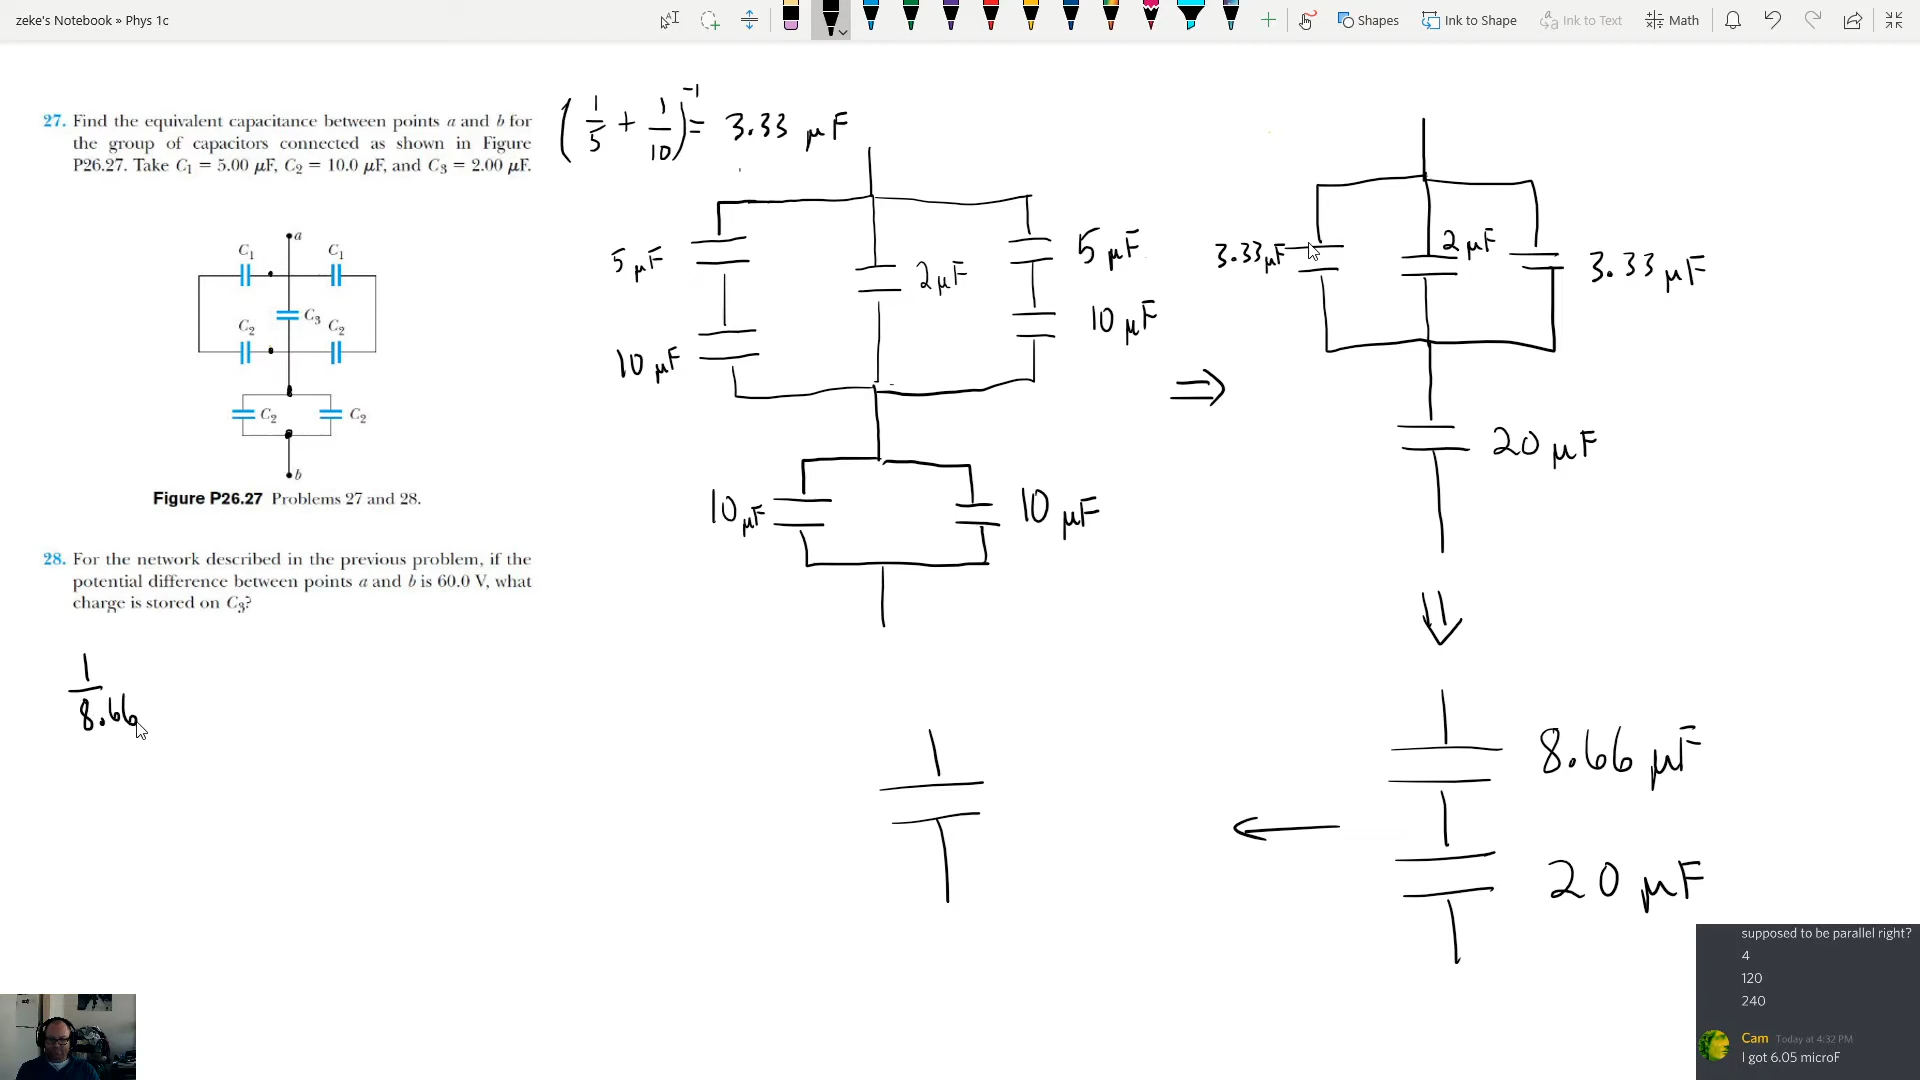 zeke's Notebook » Phys 1c
Shapes
Ink to Shape
Ink to Text
Math
27. Find the equivalent capacitance between points a and b for
the group of capacitors connected as shown in Figure
P26.27. Take C₁ = 5.00 μF, C₂ = 10.0 μF, and C₃ = 2.00 μF.
a
C₁ C₁
C₃
C₂ C₂
C₂ C₂
b
Figure P26.27 Problems 27 and 28.
28. For the network described in the previous problem, if the
potential difference between points a and b is 60.0 V, what
charge is stored on C₃?
1
8.66
(1/5 + 1/10)⁻¹ = 3.33 μF
5 μF
2 μF
5 μF
10 μF
10 μF
10 μF
10 μF
⇒
3.33 μF
2 μF
3.33 μF
20 μF
8.66 μF
20 μF
supposed to be parallel right?
4
120
240
Cam Today at 4:32 PM
I got 6.05 microF